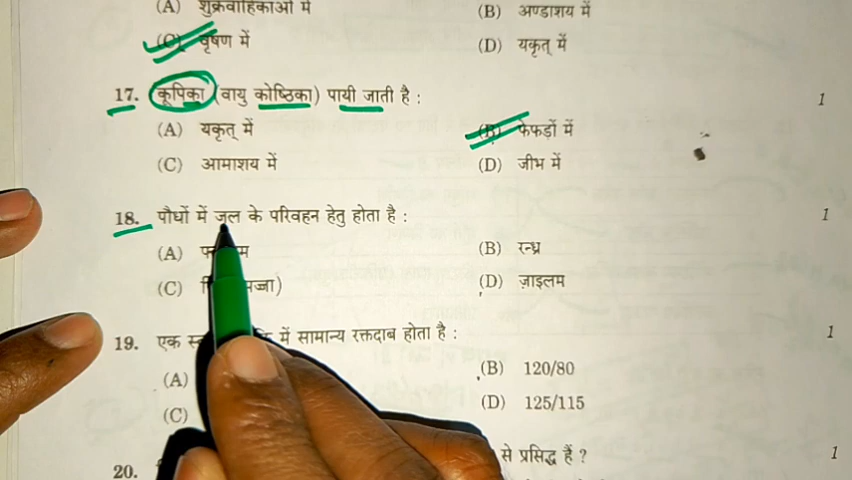 (A) शुक्रवाहिकाओं में (B) अण्डाशय में
(C) वृषण में (D) यकृत् में
17. कूपिका (वायु कोष्ठिका) पायी जाती है : 1
(A) यकृत् में (B) फेफड़ों में
(C) आमाशय में (D) जीभ में
18. पौधों में जल के परिवहन हेतु होता है : 1
(A) (B) रन्ध्र
(C) (D) ज़ाइलम
19. एक में सामान्य रक्तदाब होता है : 1
(A) (B) 120/80
(C) (D) 125/115
20. से प्रसिद्ध हैं ? 1